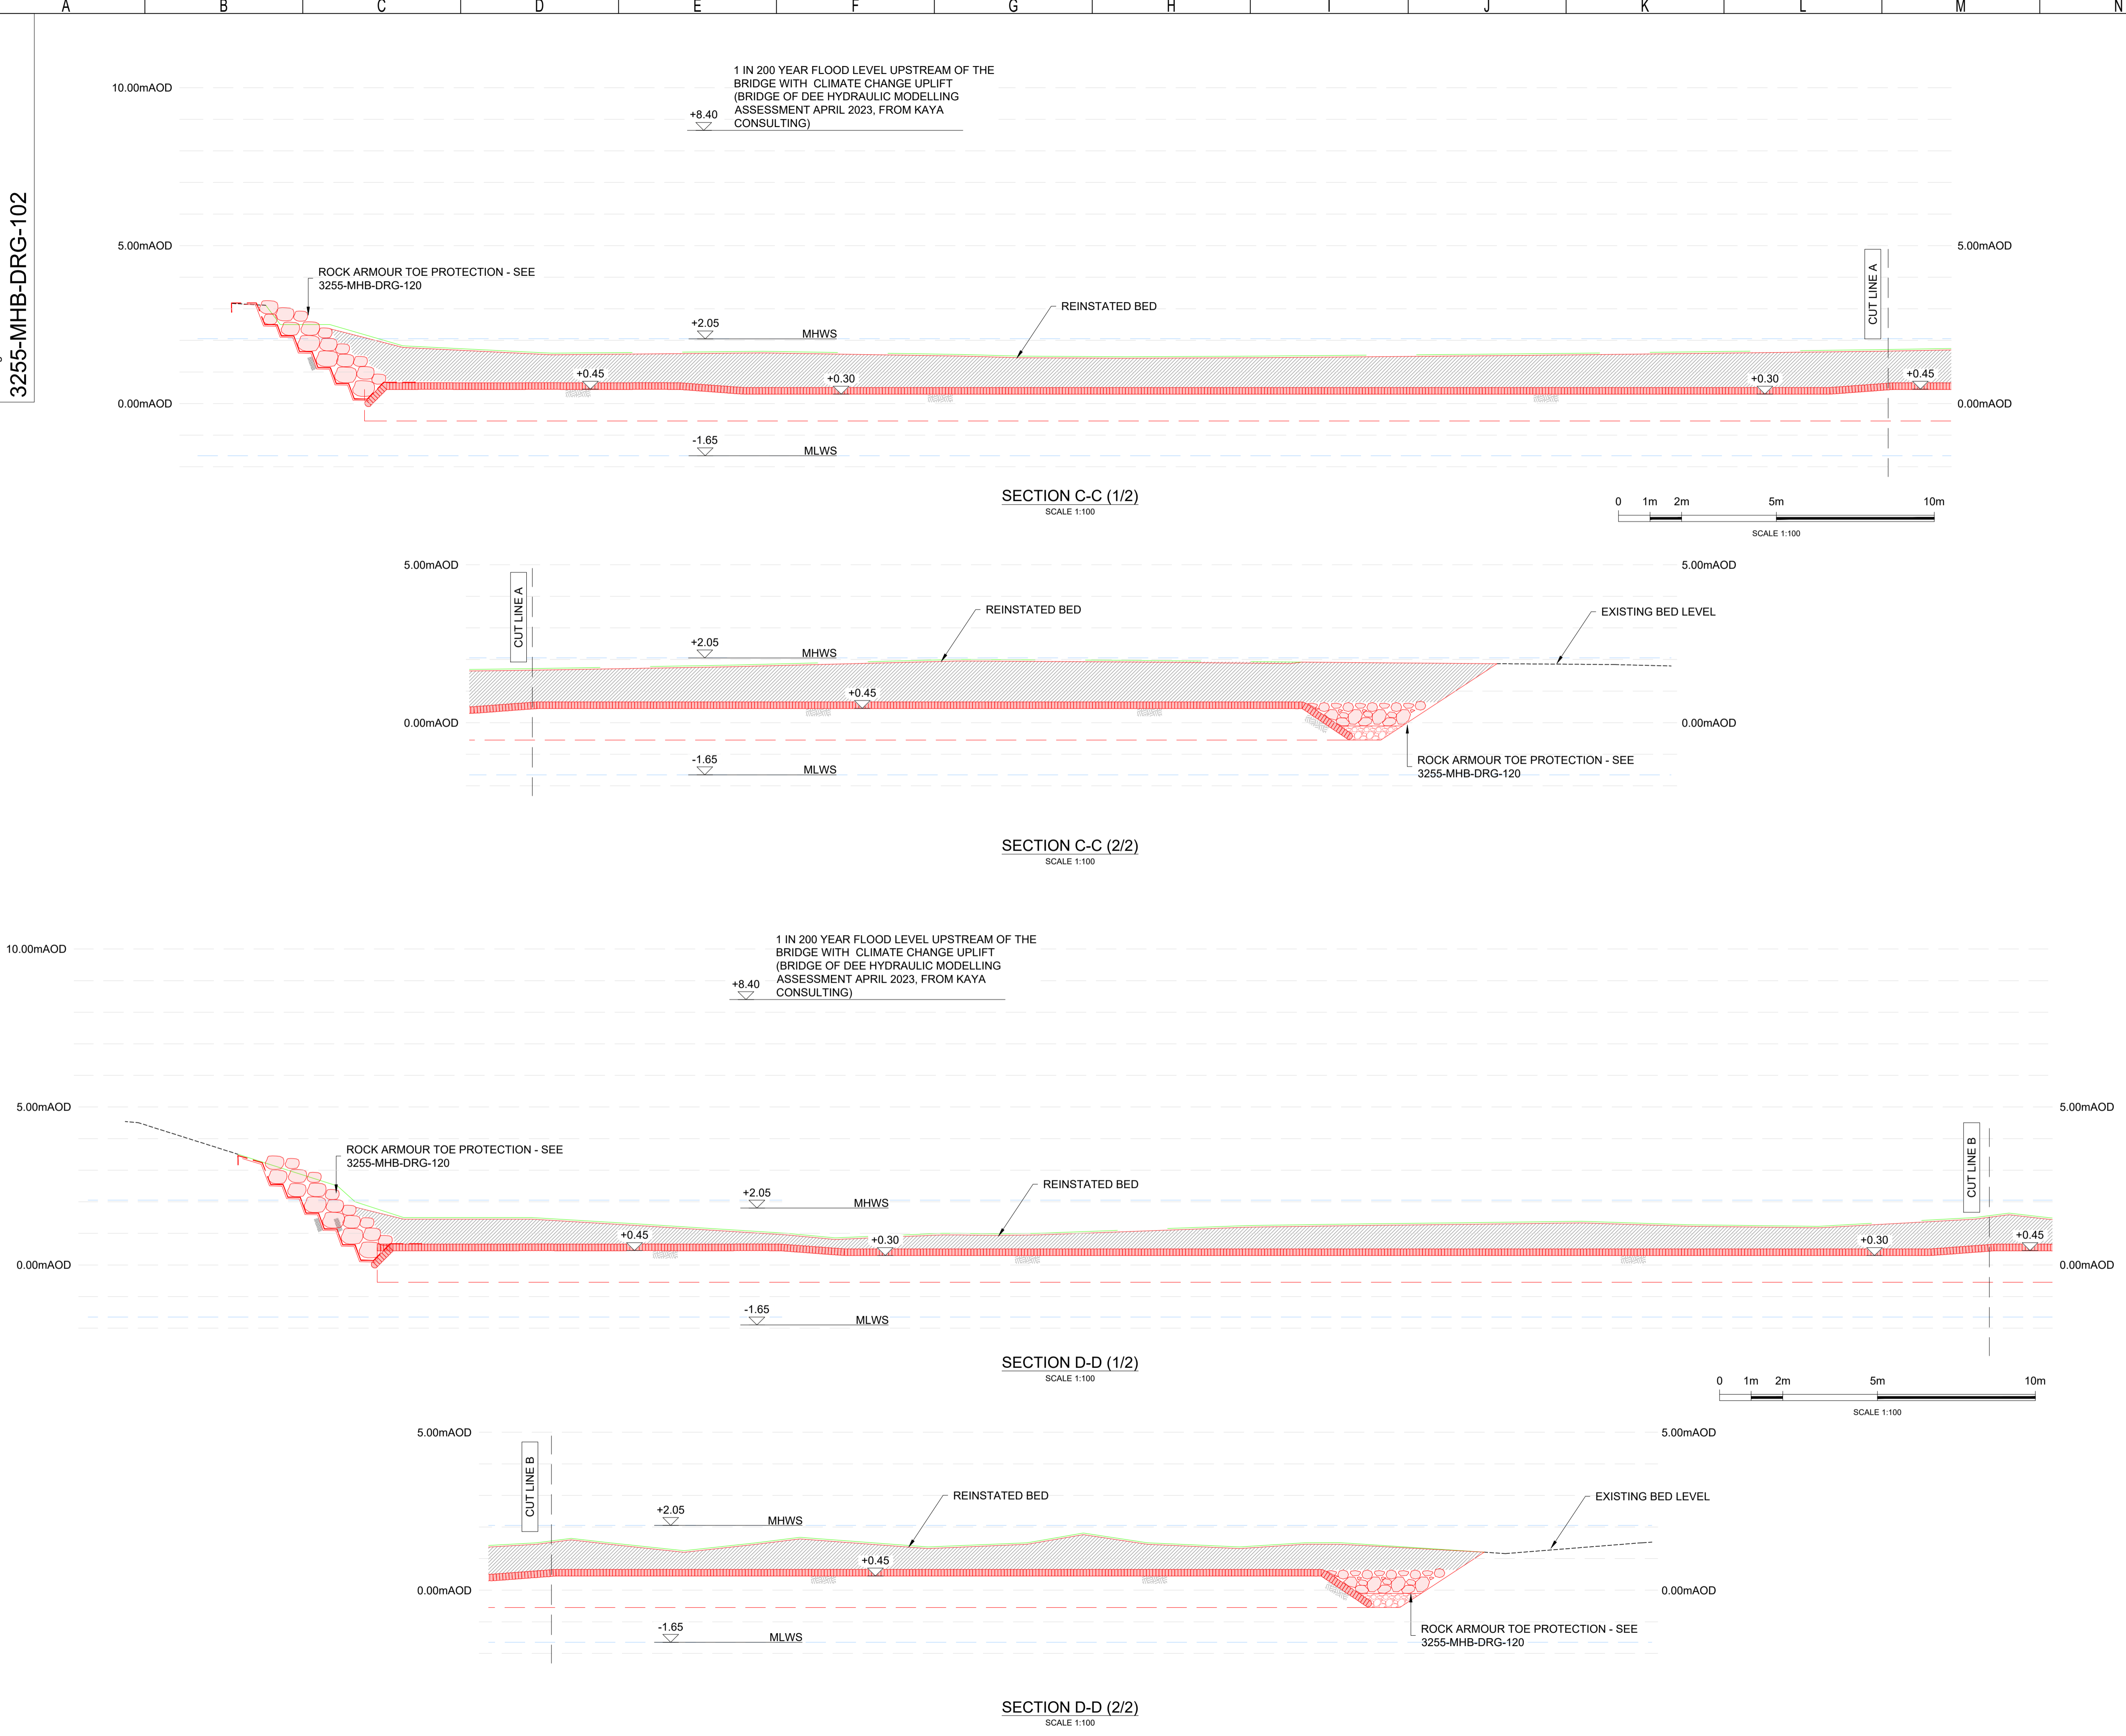 A B C D E F G H I J K L M N
3255-MHB-DRG-102
10.00mAOD
1 IN 200 YEAR FLOOD LEVEL UPSTREAM OF THE
BRIDGE WITH CLIMATE CHANGE UPLIFT
(BRIDGE OF DEE HYDRAULIC MODELLING
ASSESSMENT APRIL 2023, FROM KAYA
CONSULTING)
+8.40
5.00mAOD
5.00mAOD
ROCK ARMOUR TOE PROTECTION - SEE
3255-MHB-DRG-120
CUT LINE A
REINSTATED BED
+2.05
MHWS
+0.45
+0.30
+0.30
+0.45
0.00mAOD
0.00mAOD
-1.65
MLWS
SECTION C-C (1/2)
SCALE 1:100
0 1m 2m 5m 10m
SCALE 1:100
5.00mAOD
5.00mAOD
CUT LINE A
REINSTATED BED
EXISTING BED LEVEL
+2.05
MHWS
+0.45
0.00mAOD
0.00mAOD
-1.65
MLWS
ROCK ARMOUR TOE PROTECTION - SEE
3255-MHB-DRG-120
SECTION C-C (2/2)
SCALE 1:100
10.00mAOD
1 IN 200 YEAR FLOOD LEVEL UPSTREAM OF THE
BRIDGE WITH CLIMATE CHANGE UPLIFT
(BRIDGE OF DEE HYDRAULIC MODELLING
ASSESSMENT APRIL 2023, FROM KAYA
CONSULTING)
+8.40
5.00mAOD
5.00mAOD
ROCK ARMOUR TOE PROTECTION - SEE
3255-MHB-DRG-120
CUT LINE B
REINSTATED BED
+2.05
MHWS
+0.45
+0.30
+0.30
+0.45
0.00mAOD
0.00mAOD
-1.65
MLWS
SECTION D-D (1/2)
SCALE 1:100
0 1m 2m 5m 10m
SCALE 1:100
5.00mAOD
5.00mAOD
CUT LINE B
REINSTATED BED
EXISTING BED LEVEL
+2.05
MHWS
+0.45
0.00mAOD
0.00mAOD
-1.65
MLWS
ROCK ARMOUR TOE PROTECTION - SEE
3255-MHB-DRG-120
SECTION D-D (2/2)
SCALE 1:100